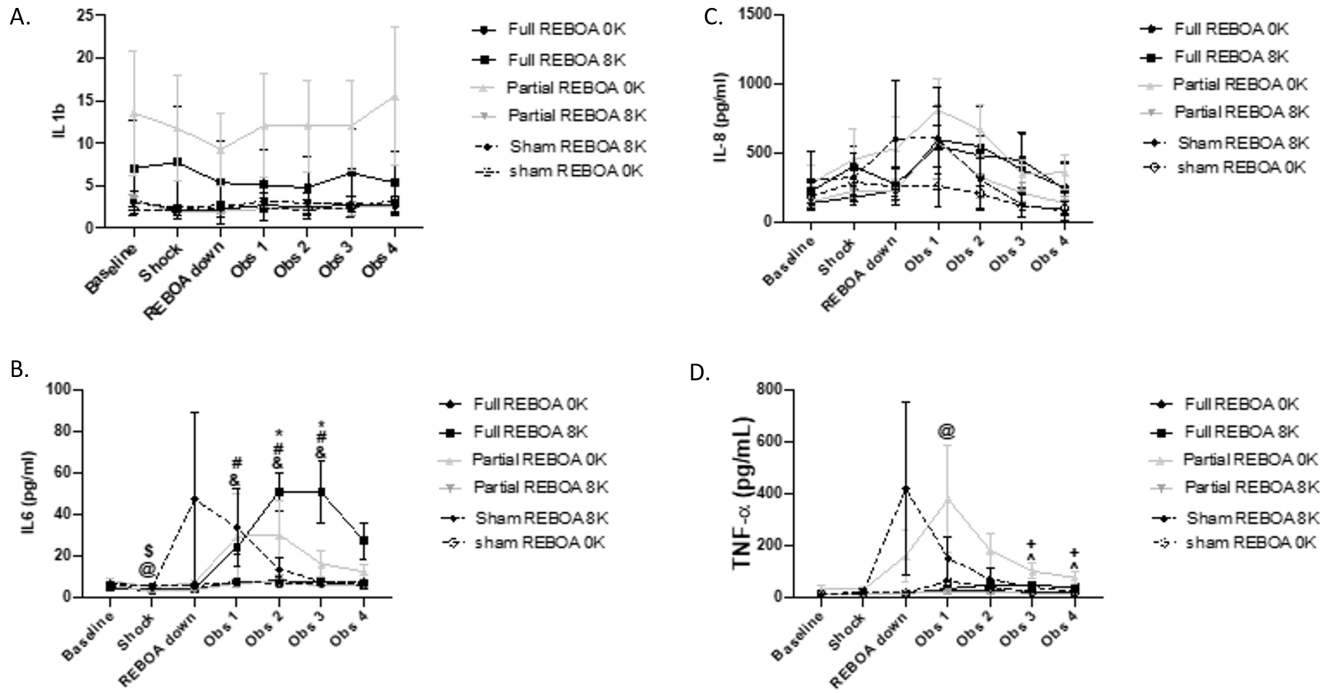 A.
25
20
15
10
5
0
IL 1b
Baseline
Shock
REBOA down
Obs 1
Obs 2
Obs 3
Obs 4
Full REBOA 0K
Full REBOA 8K
Partial REBOA 0K
Partial REBOA 8K
Sham REBOA 8K
sham REBOA 0K
C.
1500
1000
500
0
IL-8 (pg/ml)
Baseline
Shock
REBOA down
Obs 1
Obs 2
Obs 3
Obs 4
Full REBOA 0K
Full REBOA 8K
Partial REBOA 0K
Partial REBOA 8K
Sham REBOA 8K
sham REBOA 0K
B.
100
80
60
40
20
0
IL6 (pg/ml)
$
@
#
&
*
#
&
*
#
&
Baseline
Shock
REBOA down
Obs 1
Obs 2
Obs 3
Obs 4
Full REBOA 0K
Full REBOA 8K
Partial REBOA 0K
Partial REBOA 8K
Sham REBOA 8K
sham REBOA 0K
D.
800
600
400
200
0
TNF-α (pg/mL)
@
+
^
+
^
Baseline
Shock
REBOA down
Obs 1
Obs 2
Obs 3
Obs 4
Full REBOA 0K
Full REBOA 8K
Partial REBOA 0K
Partial REBOA 8K
Sham REBOA 8K
sham REBOA 0K